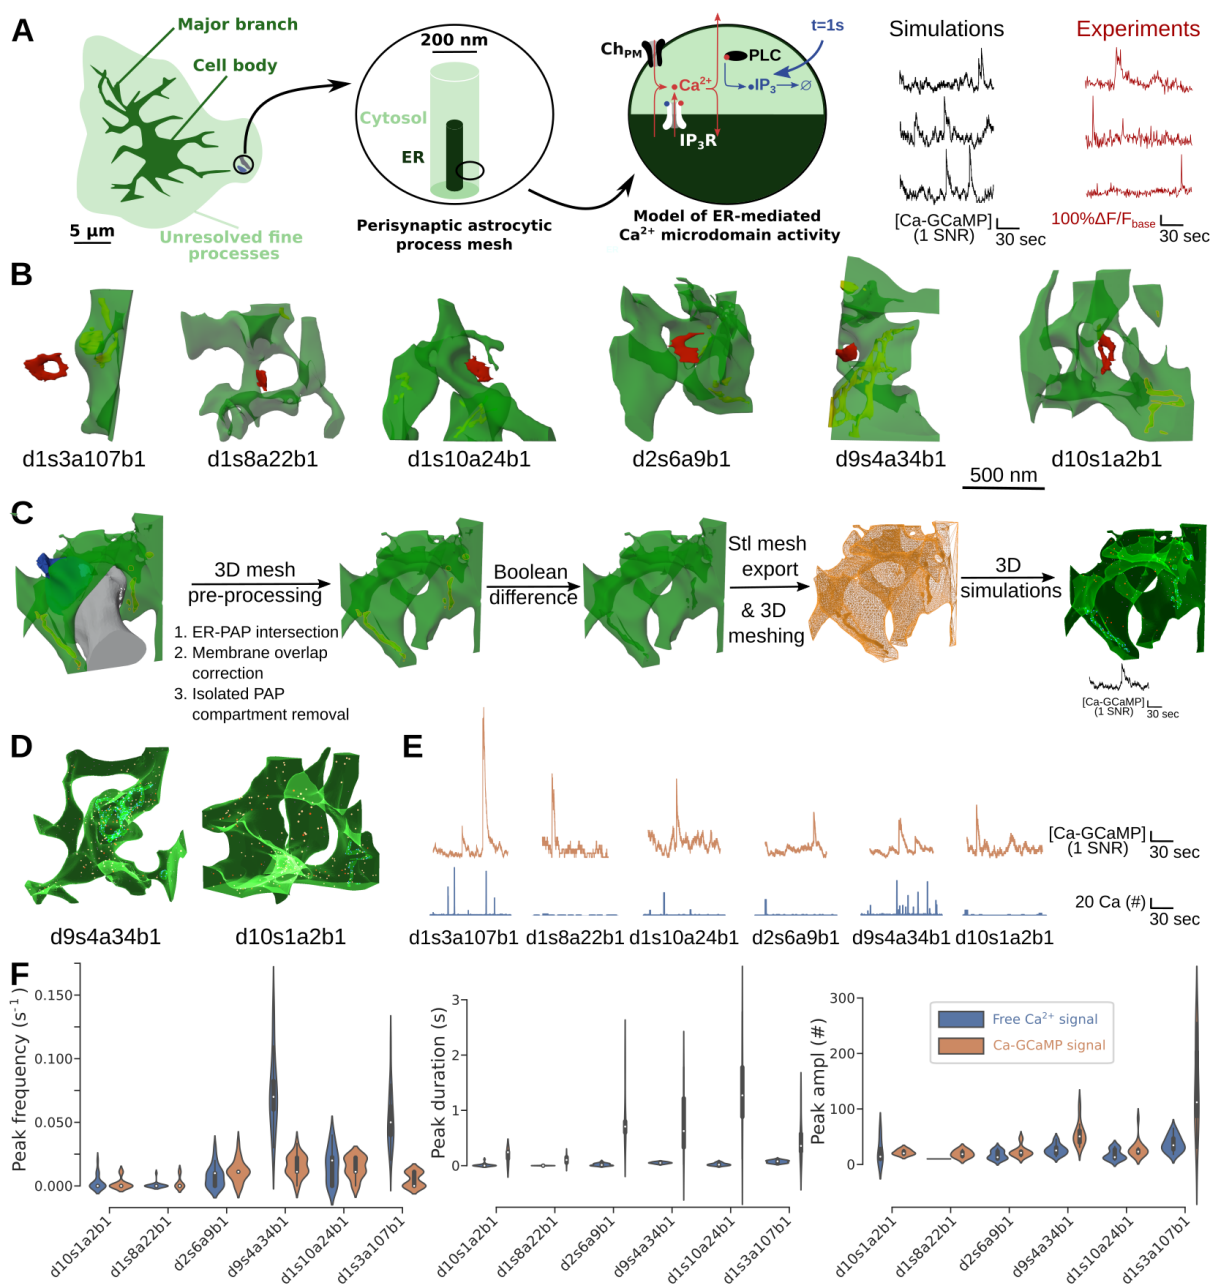 A
Major branch
Cell body
Unresolved fine
processes
5 µm
200 nm
Cytosol
ER
Perisynaptic astrocytic
process mesh
t=1s
ChPM
PLC
Ca2+
IP3
∅
IP3R
Model of ER-mediated
Ca2+ microdomain activity
Simulations
Experiments
[Ca-GCaMP]
(1 SNR)
30 sec
100%ΔF/Fbase
30 sec
B
d1s3a107b1
d1s8a22b1
d1s10a24b1
d2s6a9b1
d9s4a34b1
d10s1a2b1
500 nm
C
3D mesh
pre-processing
1. ER-PAP intersection
2. Membrane overlap
correction
3. Isolated PAP
compartment removal
Boolean
difference
Stl mesh
export
& 3D
meshing
3D
simulations
[Ca-GCaMP]
(1 SNR)
30 sec
D
d9s4a34b1
d10s1a2b1
E
[Ca-GCaMP]
(1 SNR)
30 sec
20 Ca (#)
30 sec
d1s3a107b1
d1s8a22b1
d1s10a24b1
d2s6a9b1
d9s4a34b1
d10s1a2b1
F
Peak frequency (s-1)
0.150
0.100
0.050
0.000
d10s1a2b1
d1s8a22b1
d2s6a9b1
d9s4a34b1
d1s10a24b1
d1s3a107b1
Peak duration (s)
3
2
1
0
d10s1a2b1
d1s8a22b1
d2s6a9b1
d9s4a34b1
d1s10a24b1
d1s3a107b1
Peak ampl (#)
300
200
100
0
Free Ca2+ signal
Ca-GCaMP signal
d10s1a2b1
d1s8a22b1
d2s6a9b1
d9s4a34b1
d1s10a24b1
d1s3a107b1